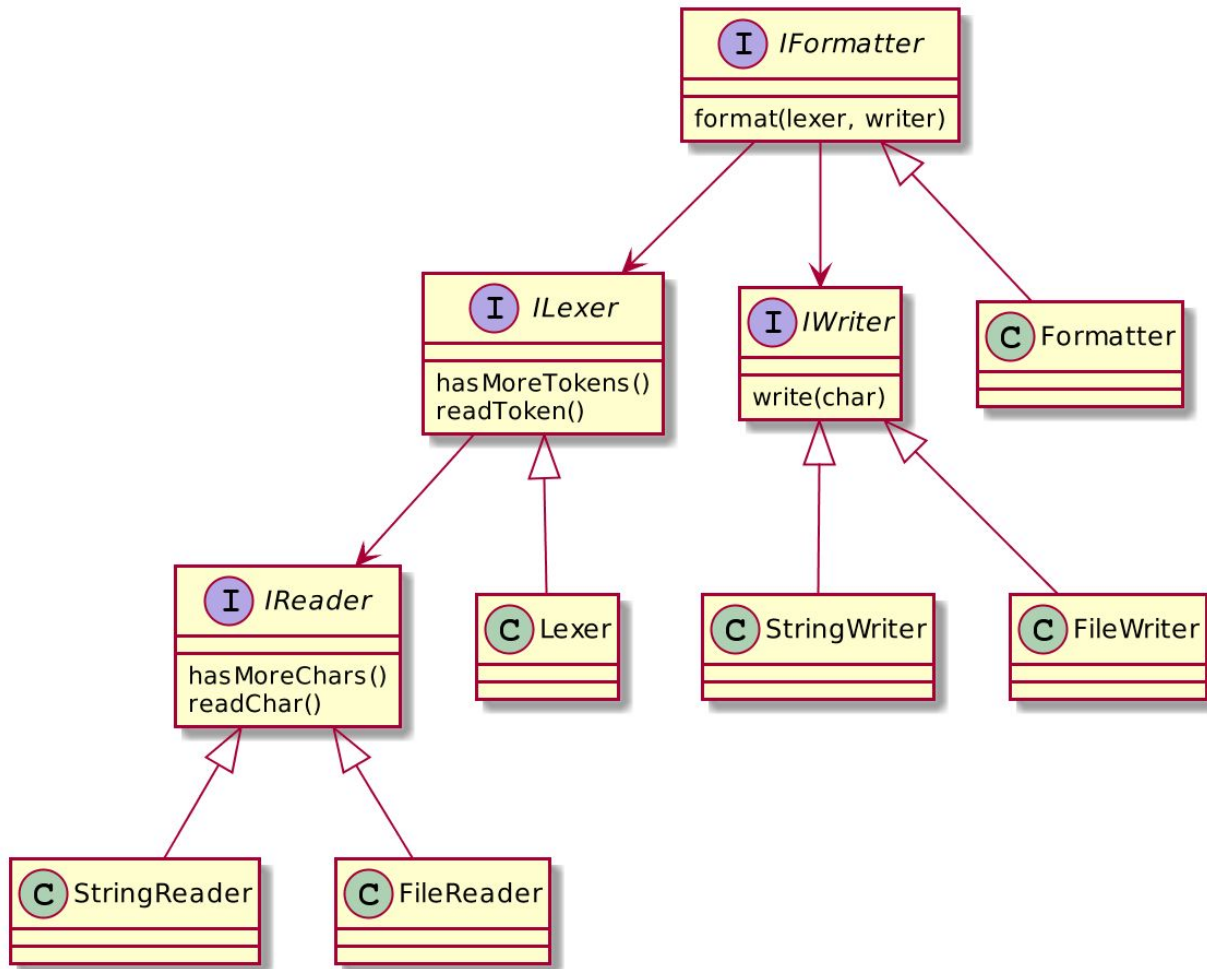 I IFormatter
format(lexer, writer)
I ILexer
hasMoreTokens()
readToken()
I IWriter
write(char)
C Formatter
I IReader
hasMoreChars()
readChar()
C Lexer
C StringWriter
C FileWriter
C StringReader
C FileReader